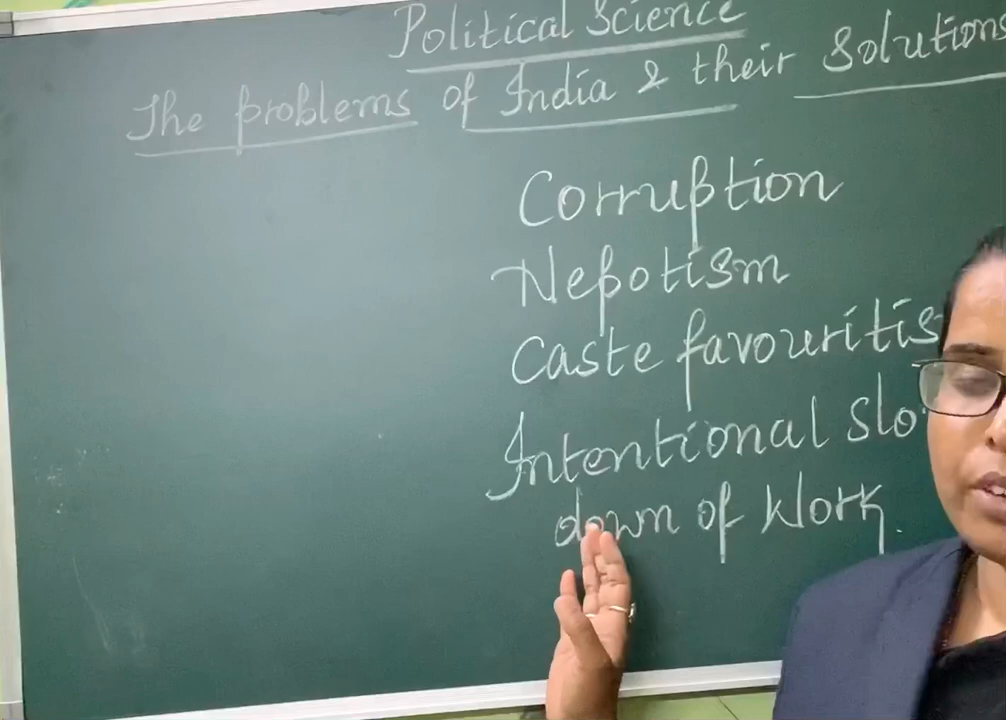 Political Science
The problems of India & their Solutions
Corruption
Nepotism
Caste favouritis
Intentional slo
down of Work.